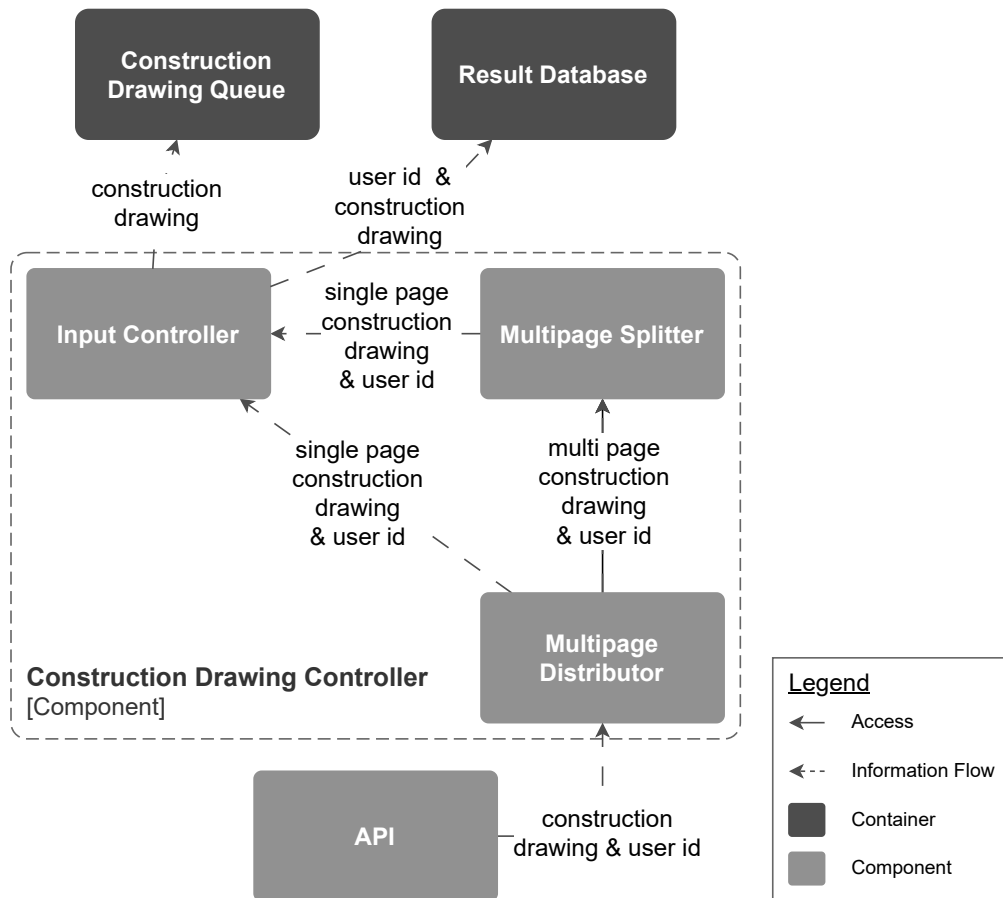 Construction
Drawing Queue
Result Database
construction
drawing
user id  &
construction
drawing
Input Controller
single page
construction
drawing
& user id
Multipage Splitter
single page
construction
drawing
& user id
multi page
construction
drawing
& user id
Multipage
Distributor
Construction Drawing Controller
[Component]
API
construction
drawing & user id
Legend
Access
Information Flow
Container
Component